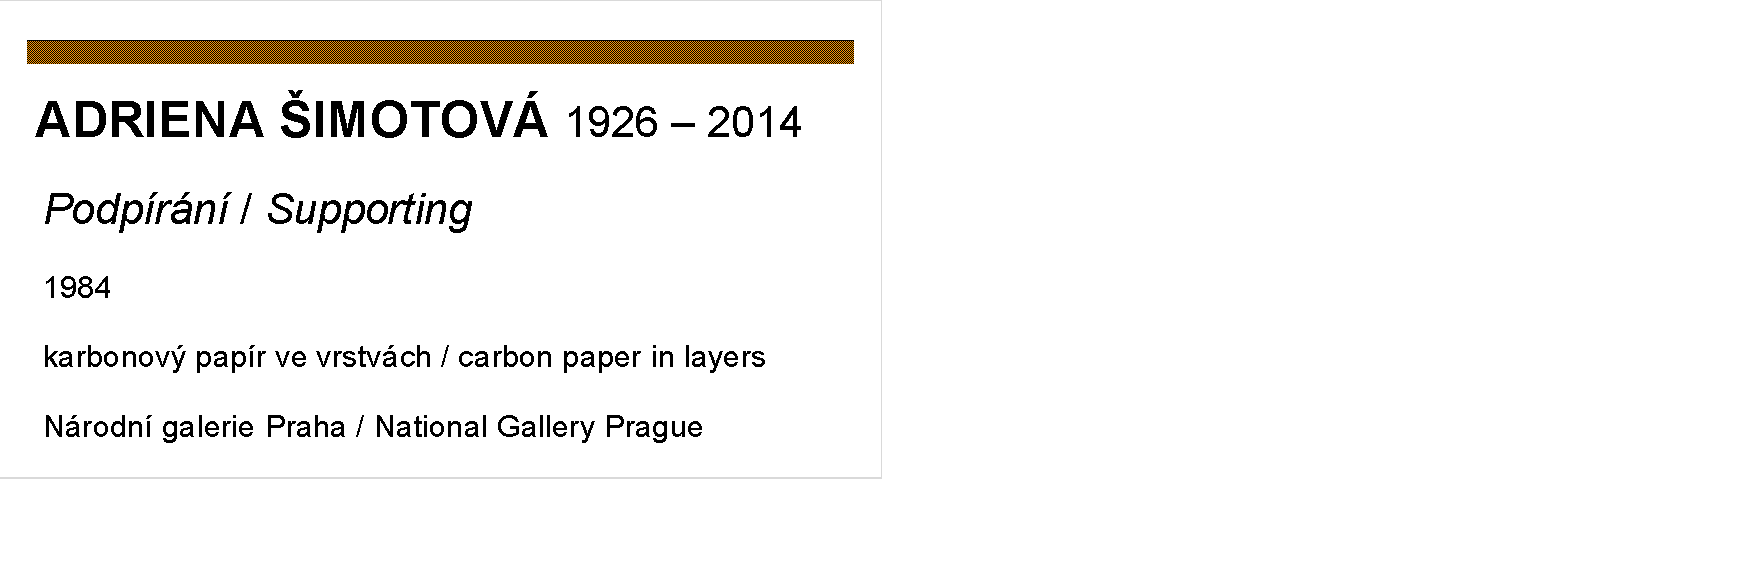 ADRIENA ŠIMOTOVÁ 1926 – 2014
Podpírání / Supporting
1984
karbonový papír ve vrstvách / carbon paper in layers
Národní galerie Praha / National Gallery Prague